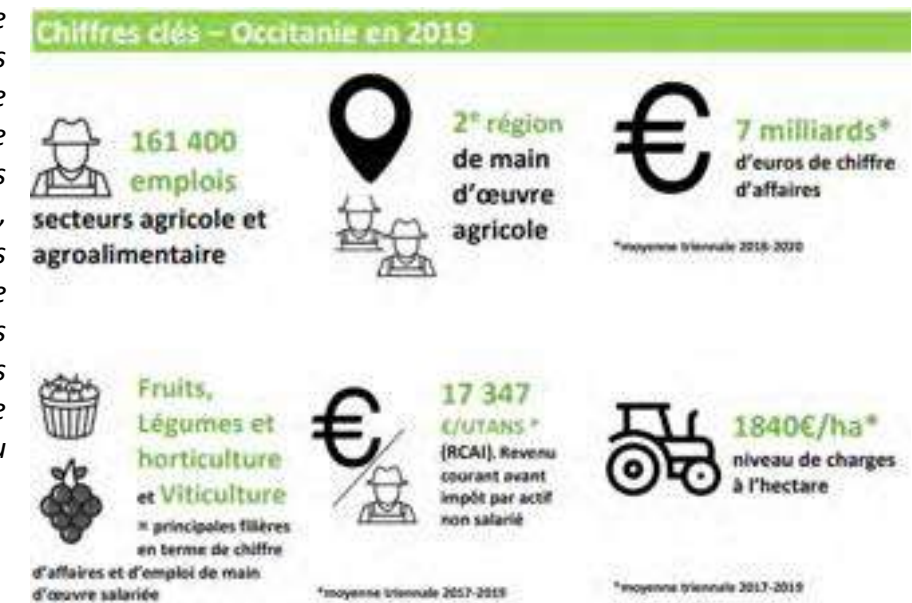 Chiffres clés – Occitanie en 2019
161 400
emplois
secteurs agricole et
agroalimentaire
2e région
de main
d'œuvre
agricole
7 milliards*
d'euros de chiffre
d'affaires
*moyenne triennale 2018-2020
Fruits,
Légumes et
horticulture
et Viticulture
= principales filières
en terme de chiffre
d'affaires et d'emploi de main
d'œuvre salariée
17 347
€/UTANS *
(RCAI). Revenu
courant avant
impôt par actif
non salarié
*moyenne triennale 2017-2019
1840€/ha*
niveau de charges
à l'hectare
*moyenne triennale 2017-2019